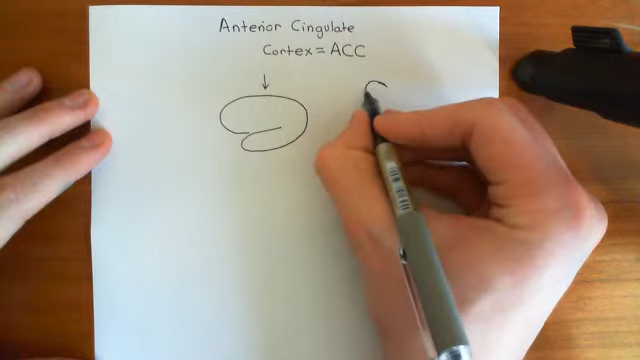 Anterior Cingulate
Cortex = ACC